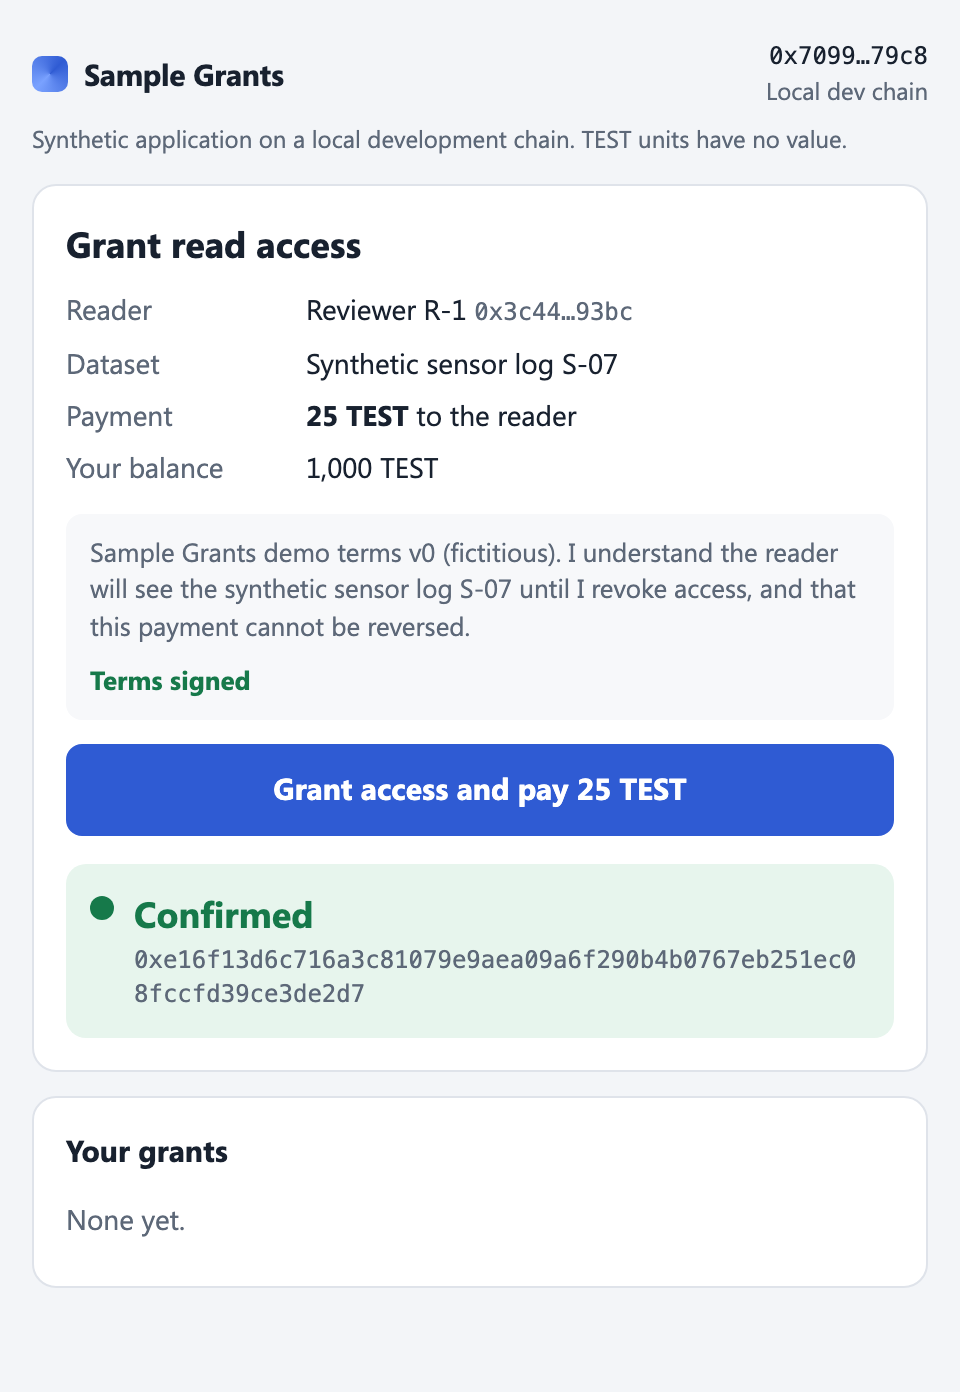 Sample Grants
0x7099…79c8
Local dev chain
Synthetic application on a local development chain. TEST units have no value.
Grant read access
Reader Reviewer R-1 0x3c44…93bc
Dataset Synthetic sensor log S-07
Payment 25 TEST to the reader
Your balance 1,000 TEST
Sample Grants demo terms v0 (fictitious). I understand the reader
will see the synthetic sensor log S-07 until I revoke access, and that
this payment cannot be reversed.
Terms signed
Grant access and pay 25 TEST
Confirmed
0xe16f13d6c716a3c81079e9aea09a6f290b4b0767eb251ec0
8fccfd39ce3de2d7
Your grants
None yet.